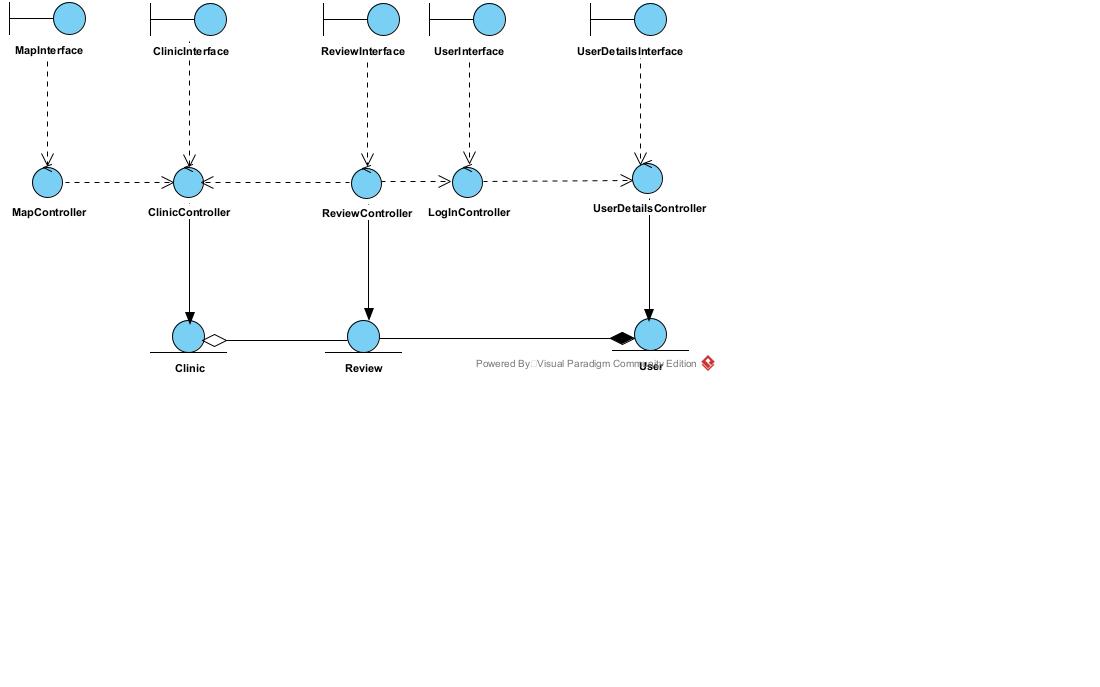 MapInterface
ClinicInterface
ReviewInterface
UserInterface
UserDetailsInterface
MapController
ClinicController
ReviewController
LogInController
UserDetailsController
Clinic
Review
Powered By Visual Paradigm Community Edition
User